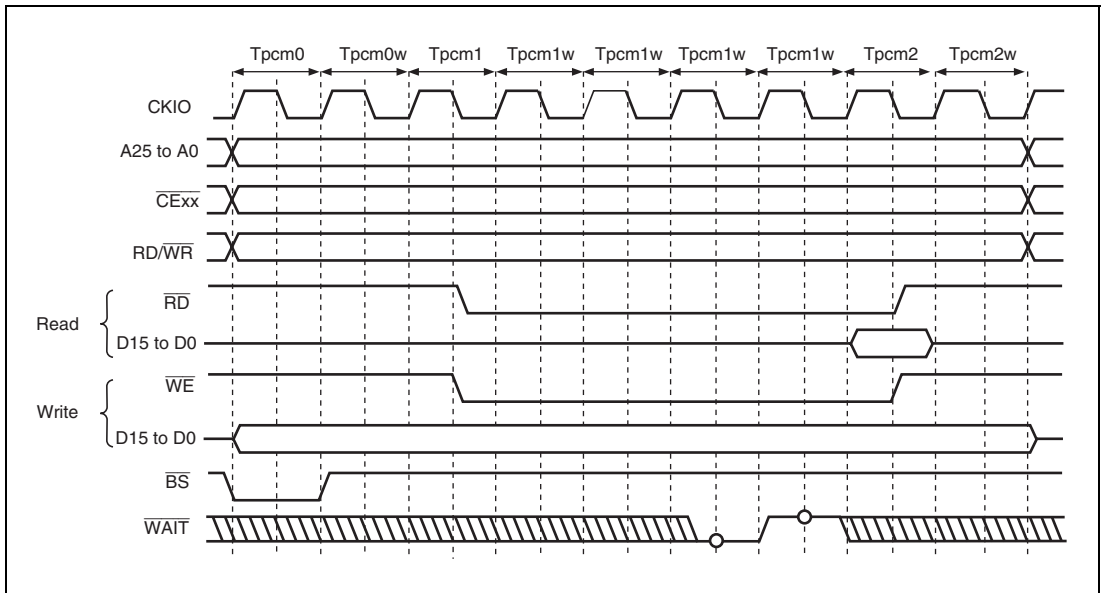 Tpcm0 Tpcm0w Tpcm1 Tpcm1w Tpcm1w Tpcm1w Tpcm1w Tpcm2 Tpcm2w
CKIO
A25 to A0
CExx
RD/WR
RD
Read
D15 to D0
WE
Write
D15 to D0
BS
WAIT